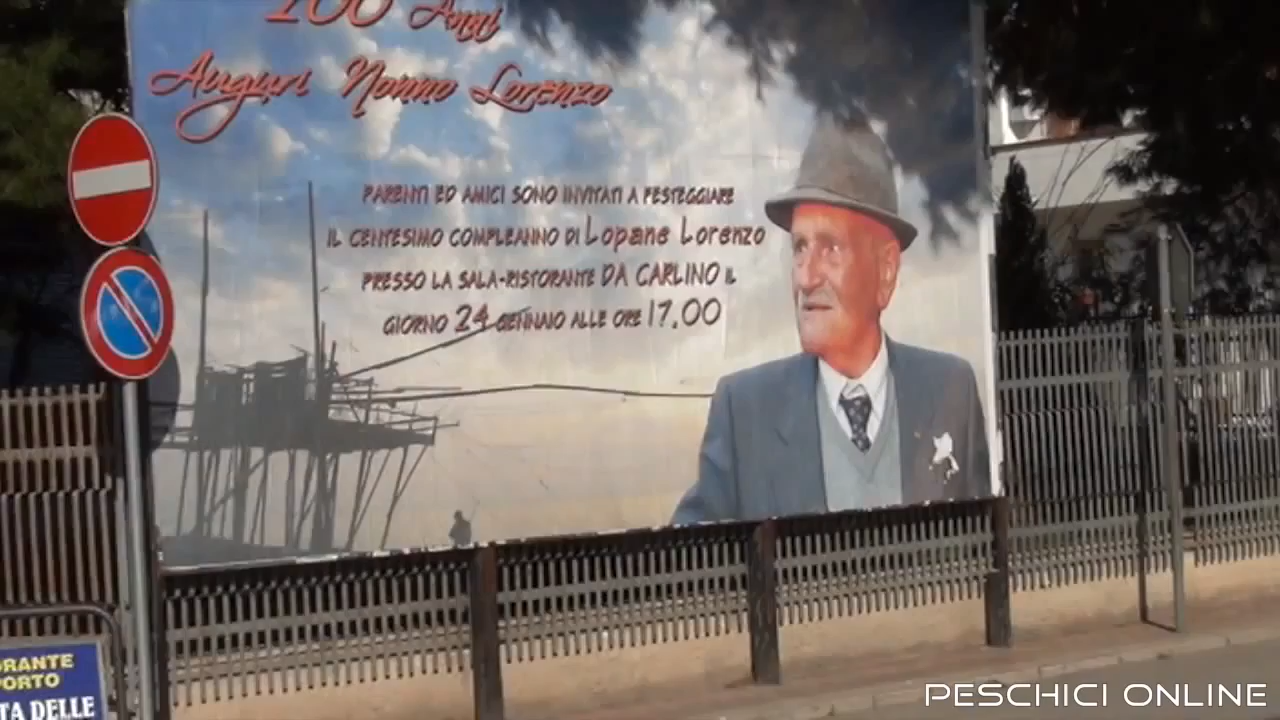 100 Anni
Auguri Nonno Lorenzo
PARENTI ED AMICI SONO INVITATI A FESTEGGIARE
IL CENTESIMO COMPLEANNO DI Lopane Lorenzo
PRESSO LA SALA-RISTORANTE DA CARLINO IL
GIORNO 24 GENNAIO ALLE ORE 17.00
ORANTE
PORTO
TA DELLE
PESCHICI ONLINE